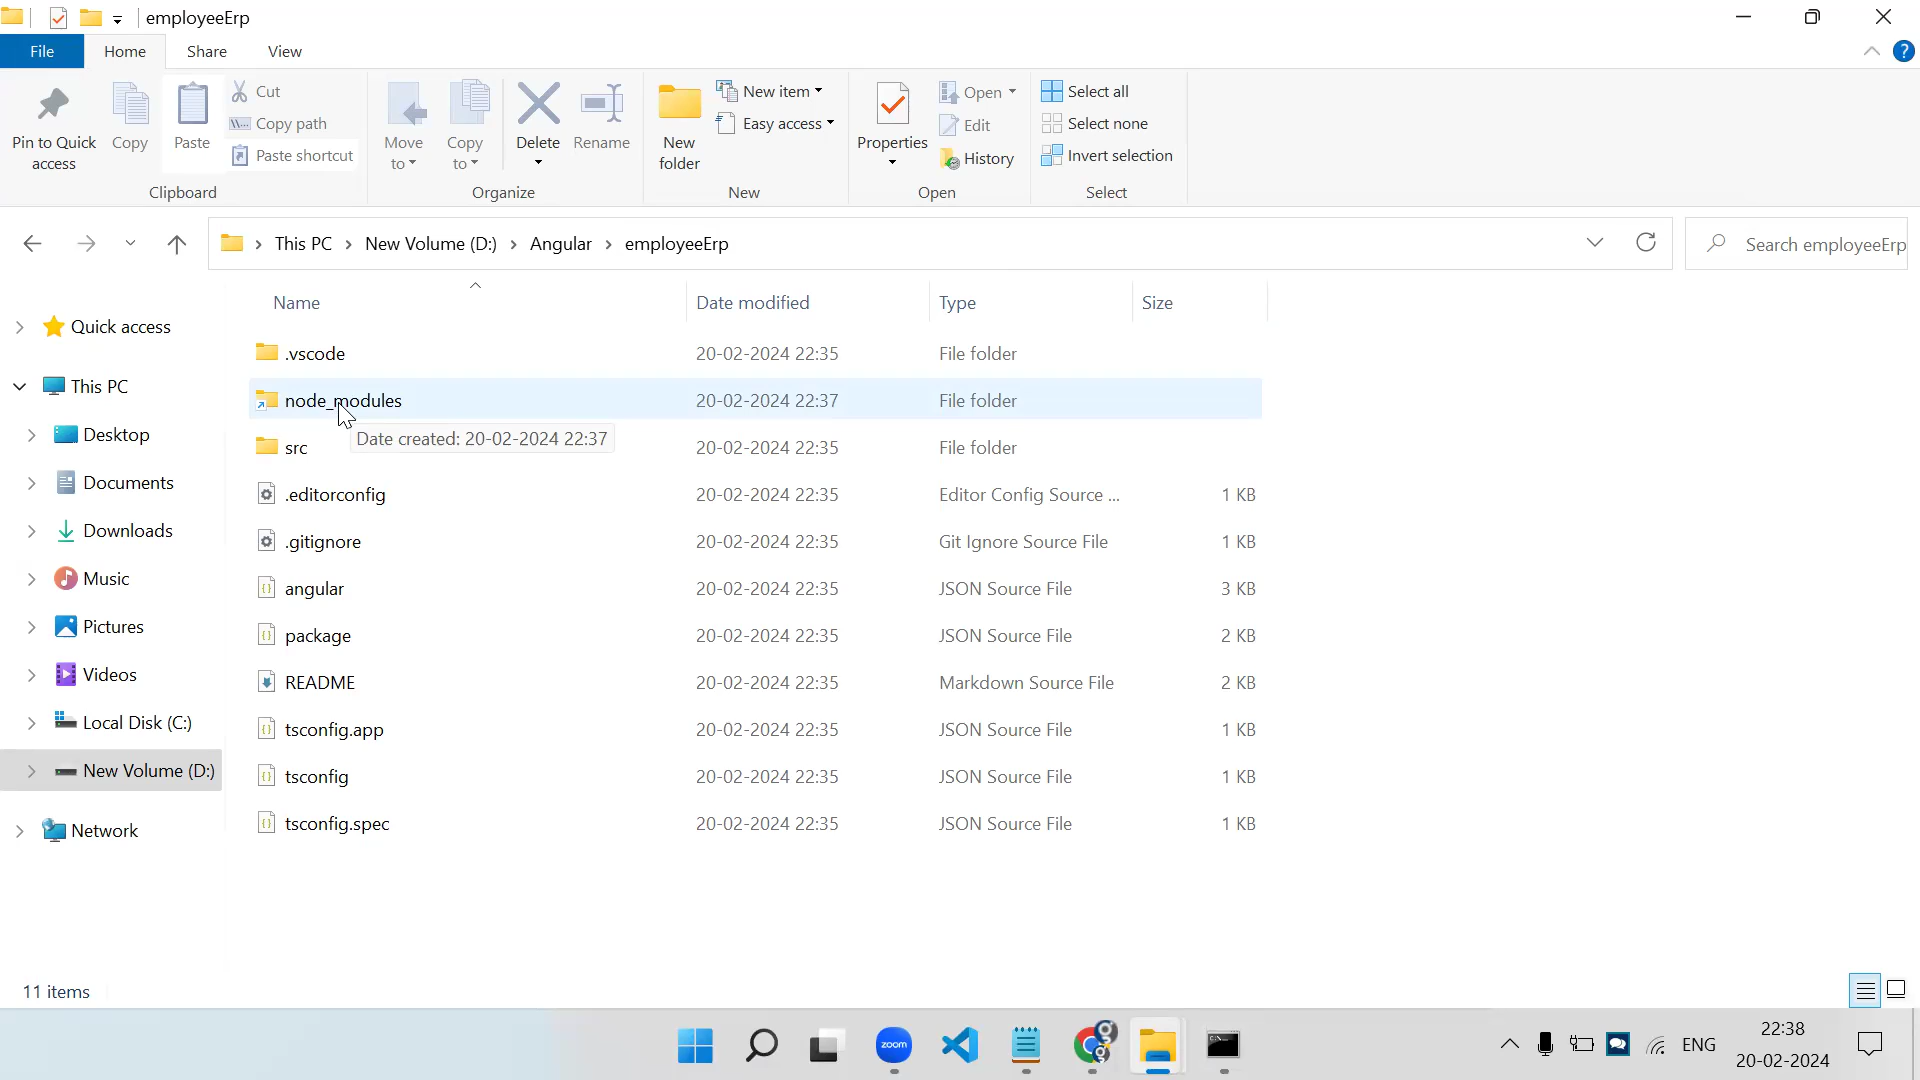 employeeErp
File Home Share View
Pin to Quick access
Copy
Paste
Cut
Copy path
Paste shortcut
Clipboard
Move to
Copy to
Delete
Rename
Organize
New folder
New item
Easy access
New
Properties
Open
Edit
History
Open
Select all
Select none
Invert selection
Select
This PC > New Volume (D:) > Angular > employeeErp
Search employeeErp
Quick access
This PC
Desktop
Documents
Downloads
Music
Pictures
Videos
Local Disk (C:)
New Volume (D:)
Network
Name Date modified Type Size
.vscode 20-02-2024 22:35 File folder
node_modules 20-02-2024 22:37 File folder
Date created: 20-02-2024 22:37
src 20-02-2024 22:35 File folder
.editorconfig 20-02-2024 22:35 Editor Config Source ... 1 KB
.gitignore 20-02-2024 22:35 Git Ignore Source File 1 KB
angular 20-02-2024 22:35 JSON Source File 3 KB
package 20-02-2024 22:35 JSON Source File 2 KB
README 20-02-2024 22:35 Markdown Source File 2 KB
tsconfig.app 20-02-2024 22:35 JSON Source File 1 KB
tsconfig 20-02-2024 22:35 JSON Source File 1 KB
tsconfig.spec 20-02-2024 22:35 JSON Source File 1 KB
11 items
zoom
ENG
22:38
20-02-2024